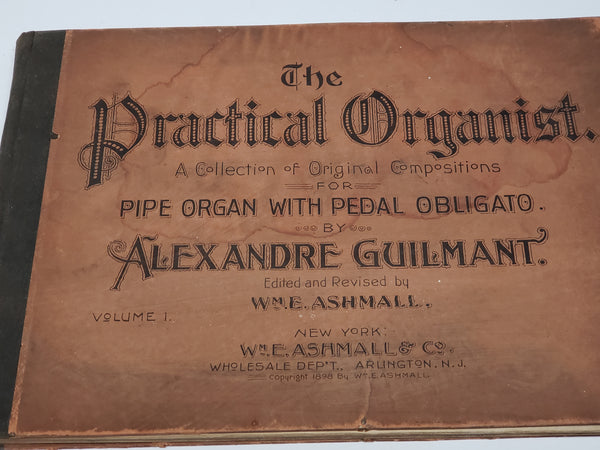 The
Practical Organist.
A Collection of Original Compositions
FOR
PIPE ORGAN WITH PEDAL OBLIGATO.
BY
ALEXANDRE GUILMANT.
Edited and Revised by
WM. E. ASHMALL.
VOLUME 1.
NEW YORK:
WM. E. ASHMALL & CO.
WHOLESALE DEP'T., ARLINGTON, N. J.
Copyright 1898 By WM. E. ASHMALL